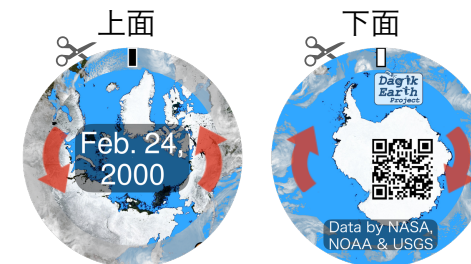 上面
下面
Feb. 24,
2000
Dagik
Earth
Project
Data by NASA,
NOAA & USGS